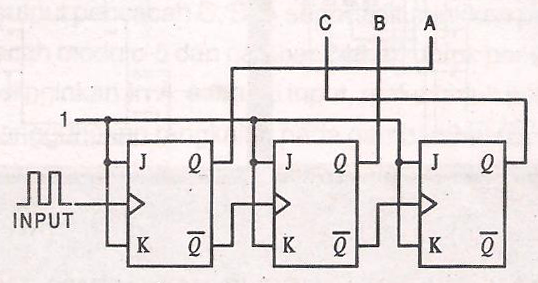 C B A
1
J Q J Q J Q
INPUT
K Q̅ K Q̅ K Q̅